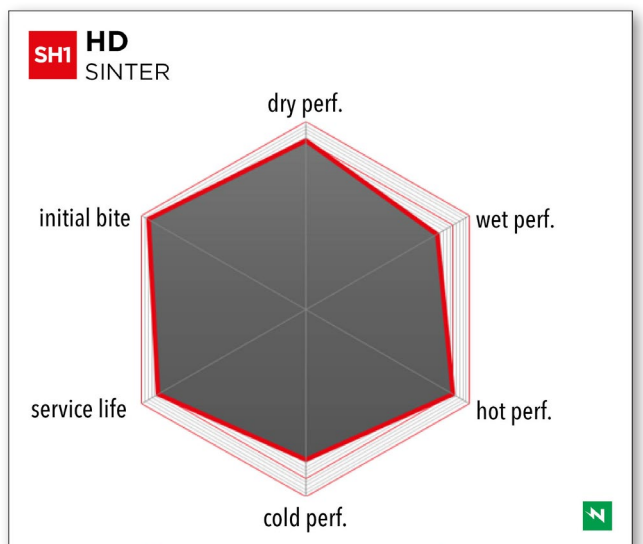 SH1 HD
SINTER
dry perf.
initial bite
wet perf.
service life
hot perf.
cold perf.